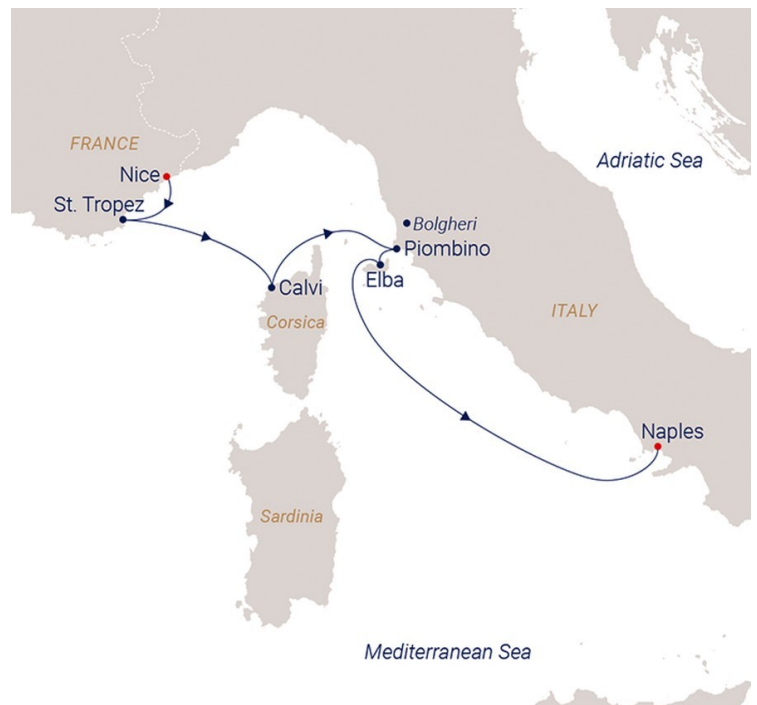 FRANCE
Adriatic Sea
Nice
St. Tropez
Bolgheri
Piombino
Elba
Calvi
ITALY
Corsica
Naples
Sardinia
Mediterranean Sea